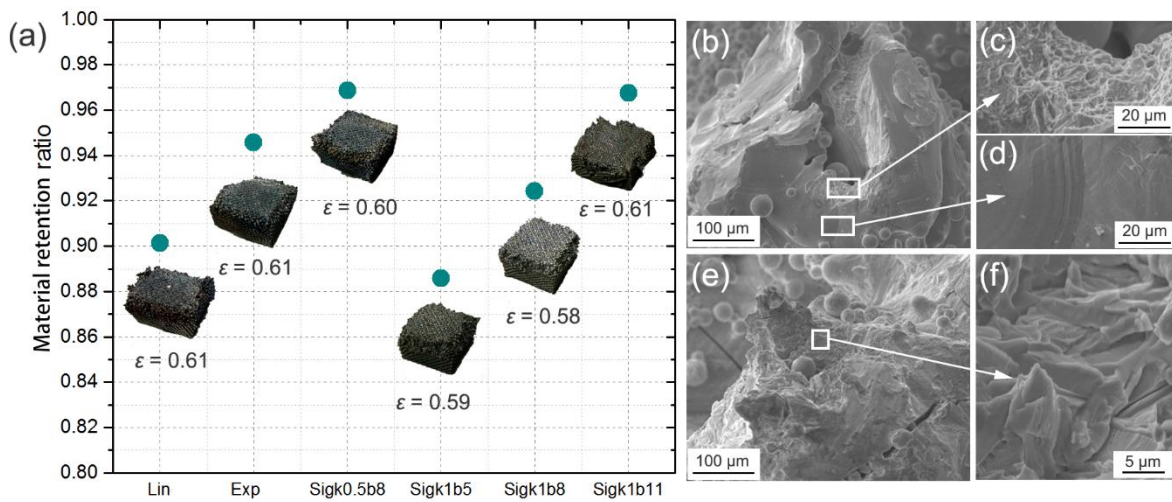 (a)
Material retention ratio
1.00
0.98
0.96
0.94
0.92
0.90
0.88
0.86
0.84
0.82
0.80
ε = 0.61
ε = 0.61
ε = 0.60
ε = 0.59
ε = 0.58
ε = 0.61
Lin Exp Sigk0.5b8 Sigk1b5 Sigk1b8 Sigk1b11
(b)
100 μm
(c)
20 μm
(d)
20 μm
(e)
100 μm
(f)
5 μm